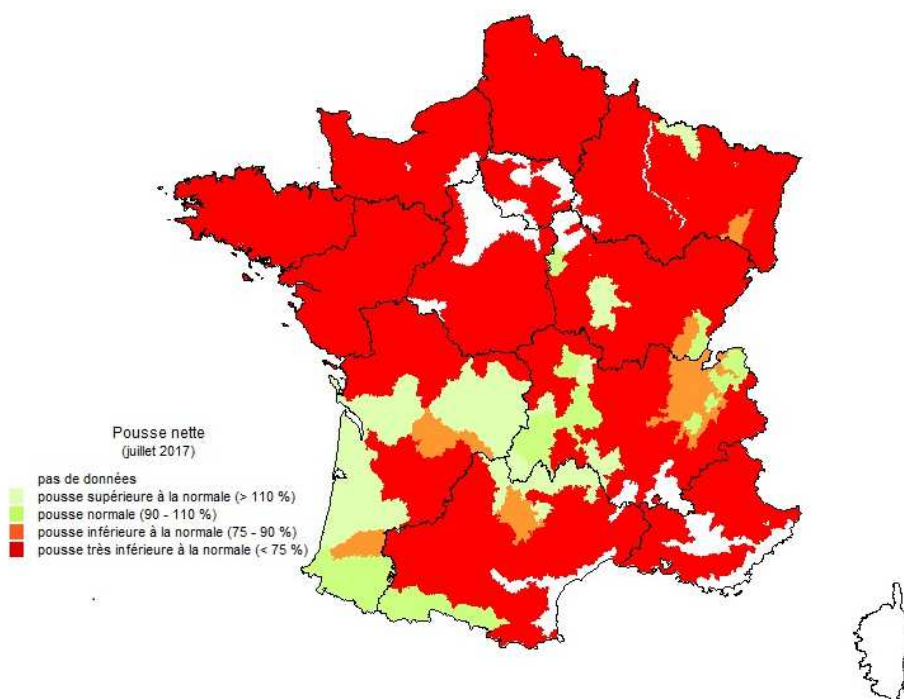 Pousse nette
(juillet 2017)
pas de données
pousse supérieure à la normale (> 110 %)
pousse normale (90 - 110 %)
pousse inférieure à la normale (75 - 90 %)
pousse très inférieure à la normale (< 75 %)